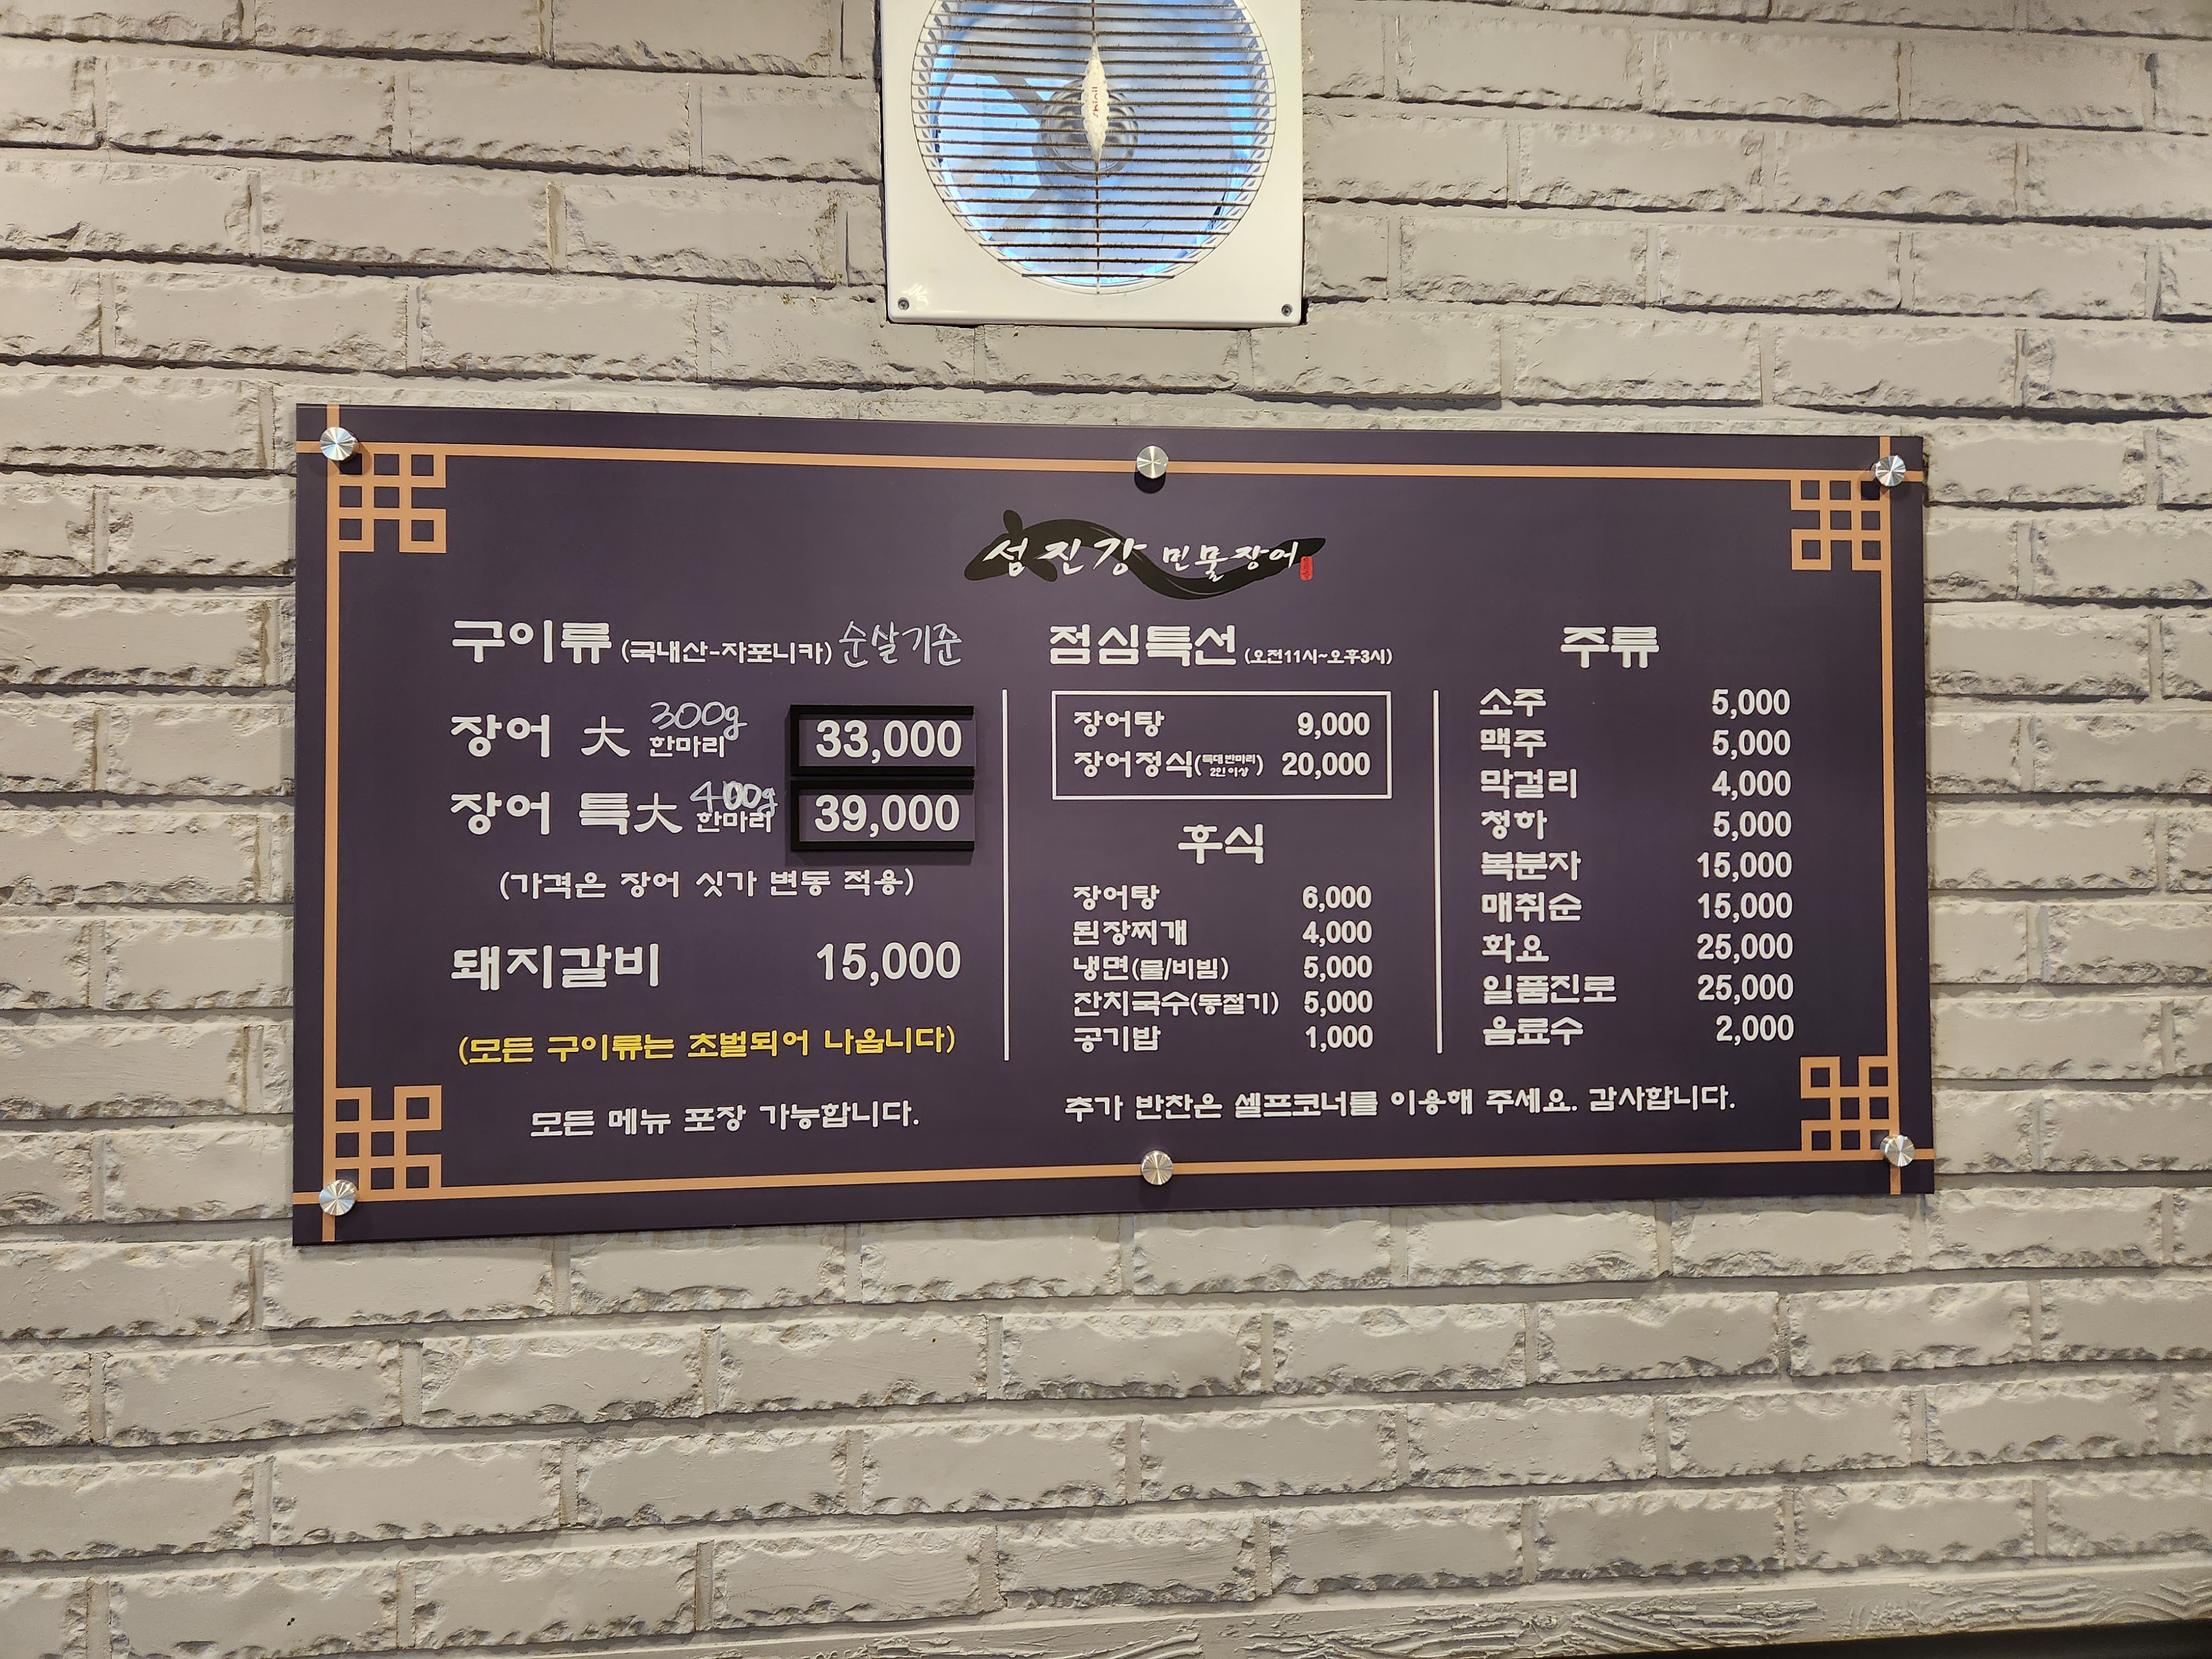 섬진강 민물장어
구이류 (국내산-자포니카) 순살기준
장어 大 300g 한마리 33,000
장어 특大 400g 한마리 39,000
(가격은 장어 싯가 변동 적용)
돼지갈비 15,000
(모든 구이류는 초벌되어 나옵니다)
모든 메뉴 포장 가능합니다.
점심특선 (오전11시~오후3시)
장어탕 9,000
장어정식(특대 반마리 2인 이상) 20,000
후식
장어탕 6,000
된장찌개 4,000
냉면(물/비빔) 5,000
잔치국수(동절기) 5,000
공기밥 1,000
주류
소주 5,000
맥주 5,000
막걸리 4,000
청하 5,000
복분자 15,000
매취순 15,000
화요 25,000
일품진로 25,000
음료수 2,000
추가 반찬은 셀프코너를 이용해 주세요. 감사합니다.